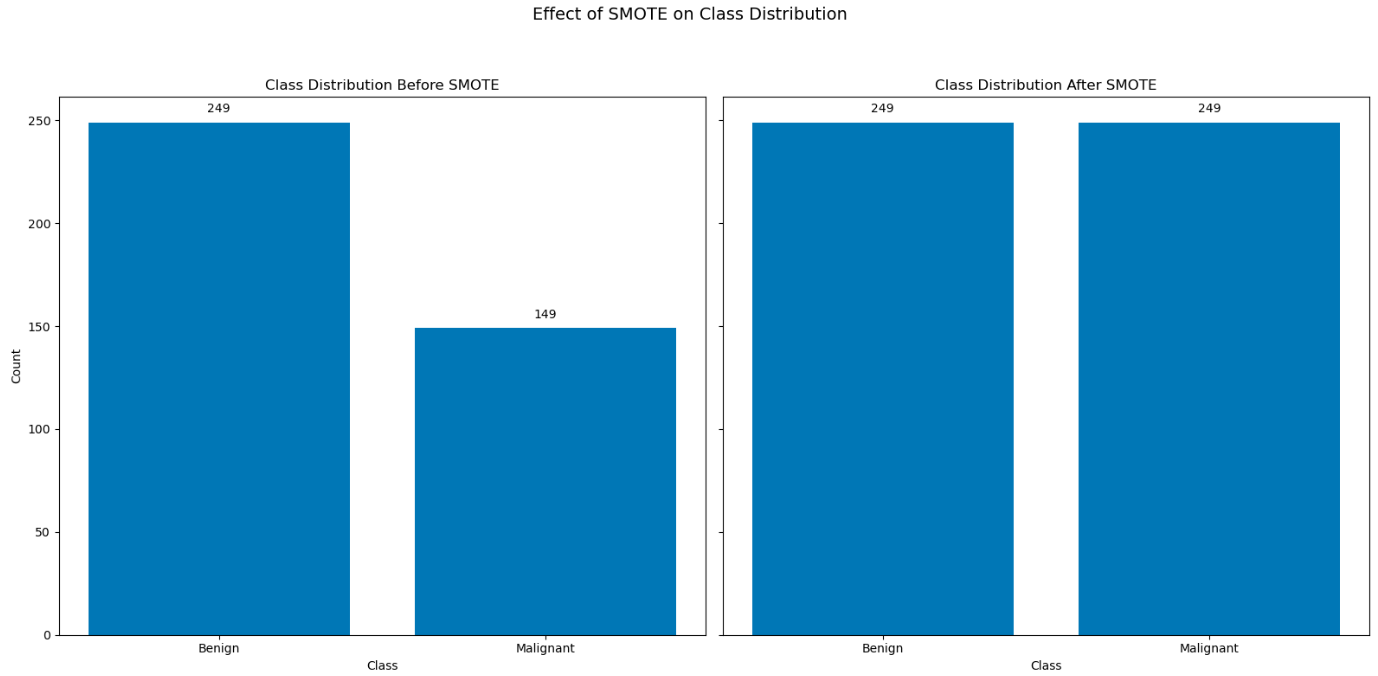 Effect of SMOTE on Class Distribution
Class Distribution Before SMOTE
249
149
250
200
150
100
50
0
Count
Benign
Malignant
Class
Class Distribution After SMOTE
249
249
Benign
Malignant
Class